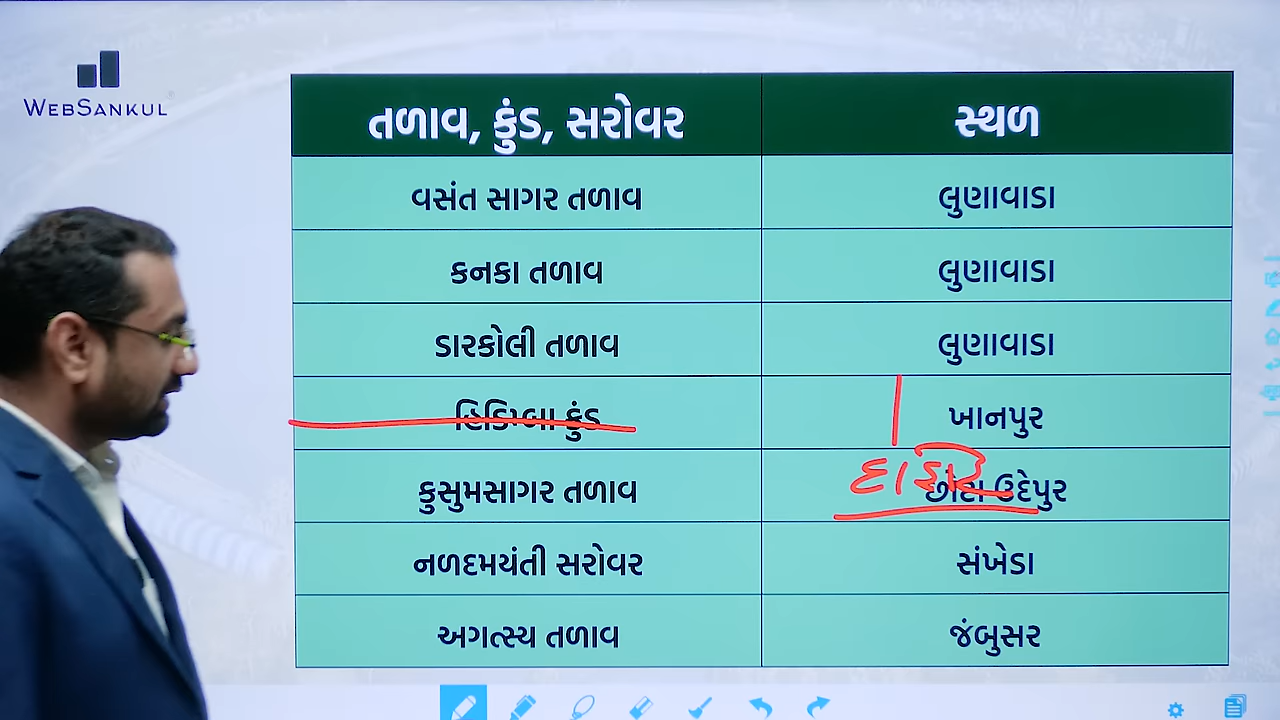 WEBSANKUL
તળાવ, કુંડ, સરોવર સ્થળ
વસંત સાગર તળાવ લુણાવાડા
કનકા તળાવ લુણાવાડા
ડારકોલી તળાવ લુણાવાડા
હિડિમ્બા કુંડ ખાનપુર
કુસુમસાગર તળાવ છોટા ઉદેપુર
નળદમયંતી સરોવર સંખેડા
અગત્સ્ય તળાવ જંબુસર